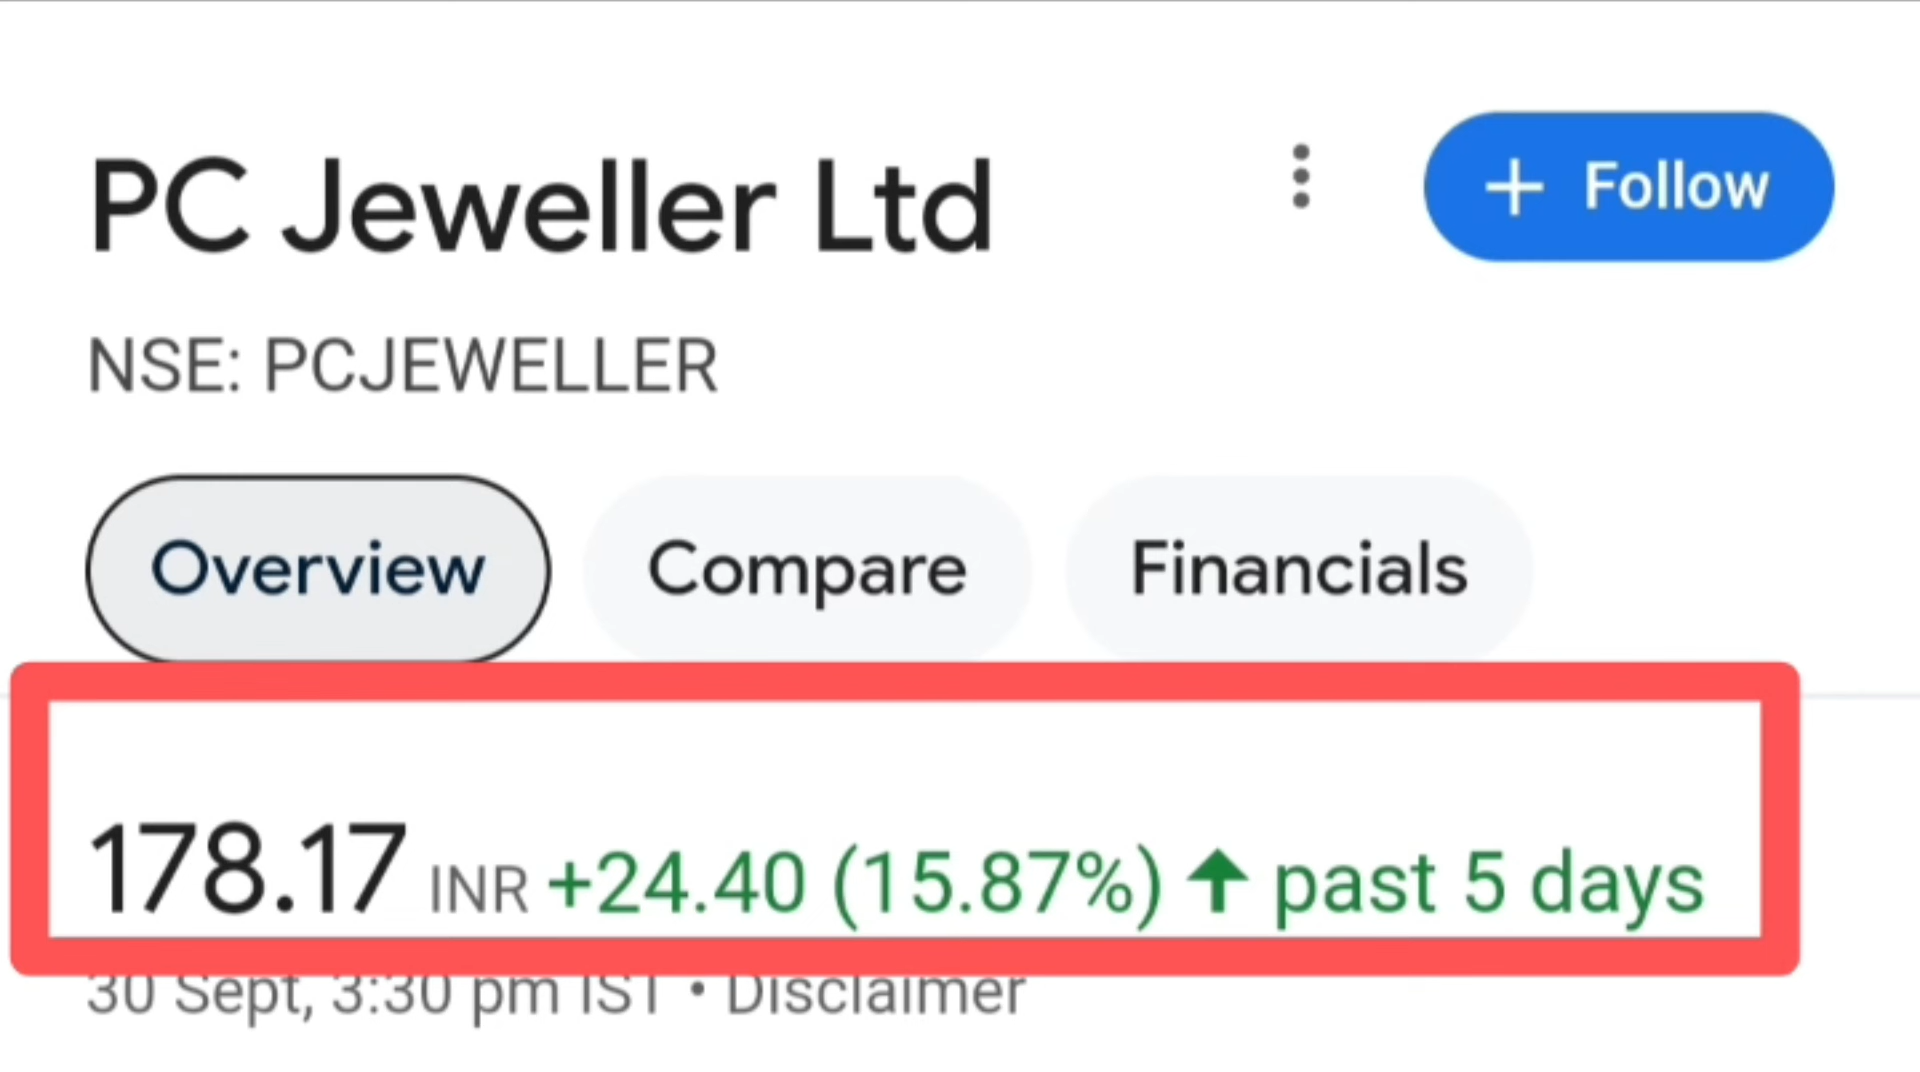 PC Jeweller Ltd
+ Follow
NSE: PCJEWELLER
Overview Compare Financials
178.17 INR +24.40 (15.87%) ↑ past 5 days
30 Sept, 3:30 pm IST • Disclaimer